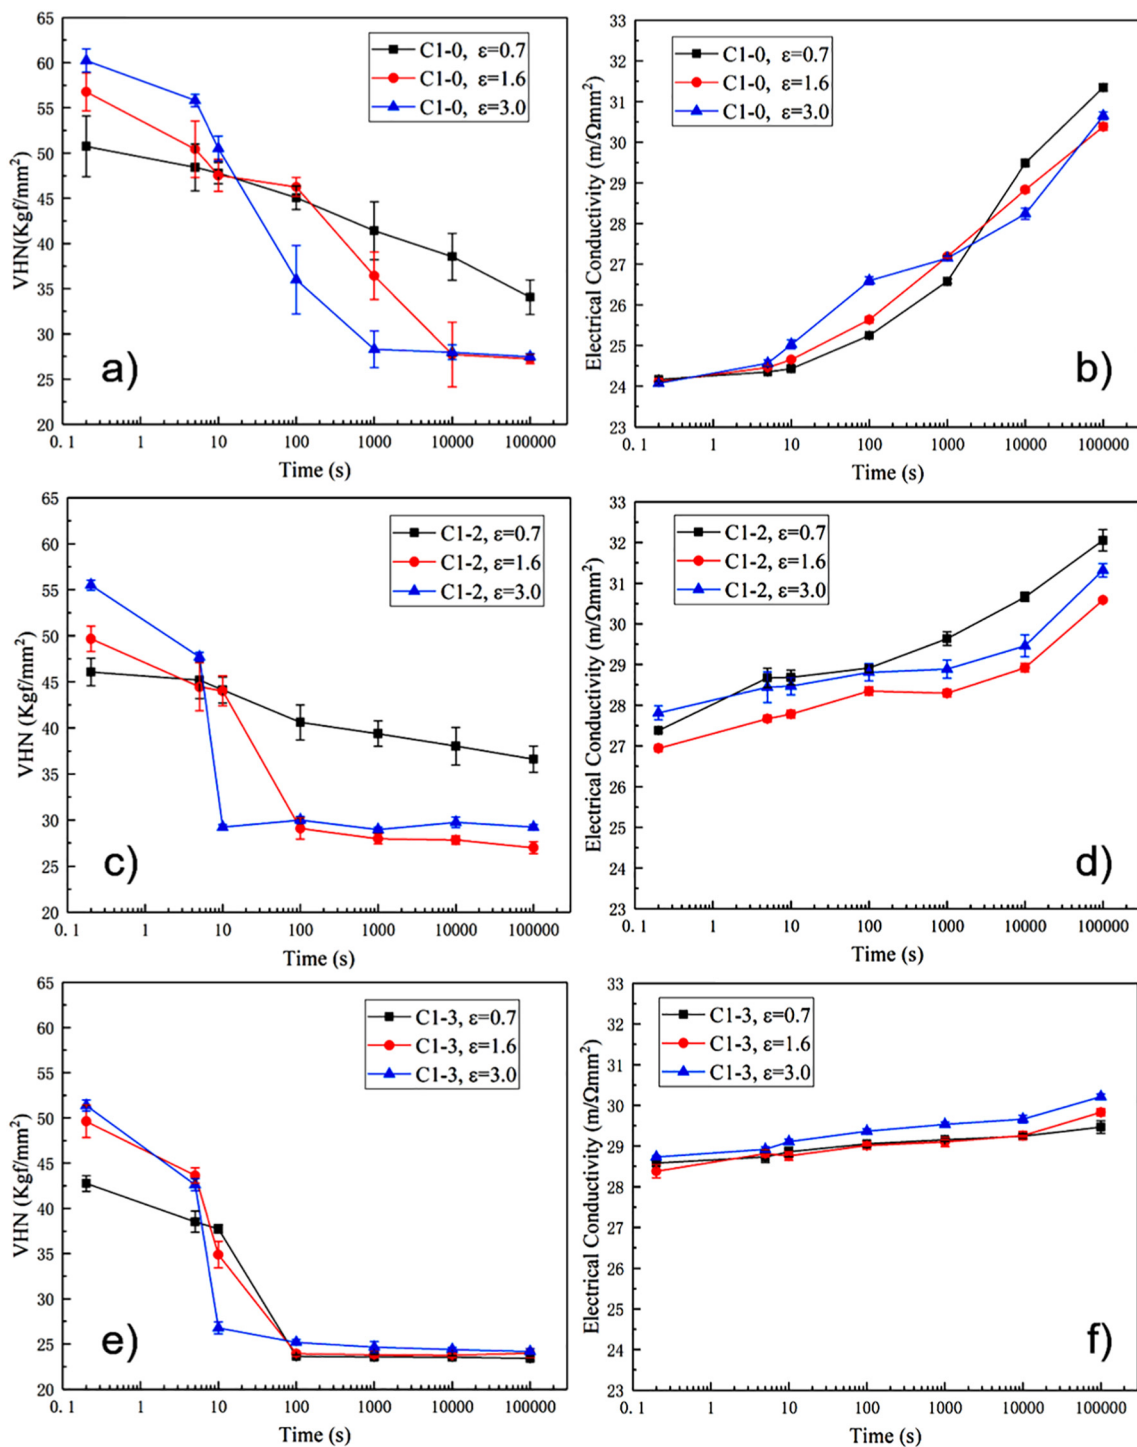 65
60
55
50
45
40
35
30
25
20
VHN(Kgf/mm²)
C1-0, ε=0.7
C1-0, ε=1.6
C1-0, ε=3.0
a)
0.1 1 10 100 1000 10000 100000
Time (s)
33
32
31
30
29
28
27
26
25
24
23
Electrical Conductivity (m/Ωmm²)
C1-0, ε=0.7
C1-0, ε=1.6
C1-0, ε=3.0
b)
0.1 1 10 100 1000 10000 100000
Time (s)
65
60
55
50
45
40
35
30
25
20
VHN (Kgf/mm²)
C1-2, ε=0.7
C1-2, ε=1.6
C1-2, ε=3.0
c)
0.1 1 10 100 1000 10000 100000
Time (s)
33
32
31
30
29
28
27
26
25
24
23
Electrical Conductivity (m/Ωmm²)
C1-2, ε=0.7
C1-2, ε=1.6
C1-2, ε=3.0
d)
0.1 1 10 100 1000 10000 100000
Time (s)
65
60
55
50
45
40
35
30
25
20
VHN (Kgf/mm²)
C1-3, ε=0.7
C1-3, ε=1.6
C1-3, ε=3.0
e)
0.1 1 10 100 1000 10000 100000
Time (s)
33
32
31
30
29
28
29
26
25
24
23
Electrical Conductivity (m/Ωmm²)
C1-3, ε=0.7
C1-3, ε=1.6
C1-3, ε=3.0
f)
0.1 1 10 100 1000 10000 100000
Time (s)